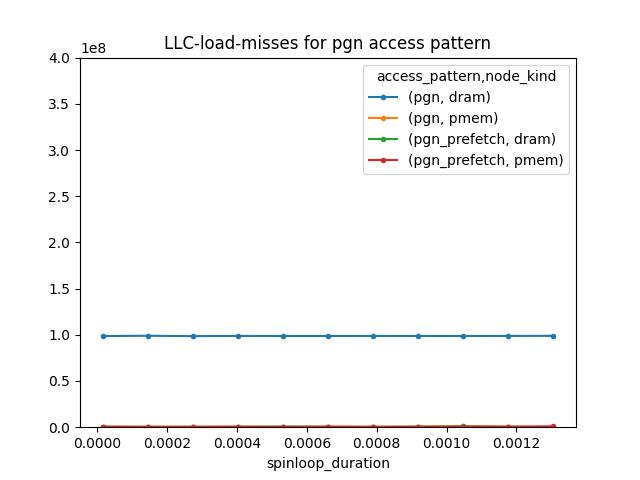 LLC-load-misses for pgn access pattern
1e8
4.0
3.5
3.0
2.5
2.0
1.5
1.0
0.5
0.0
access_pattern,node_kind
(pgn, dram)
(pgn, pmem)
(pgn_prefetch, dram)
(pgn_prefetch, pmem)
0.0000 0.0002 0.0004 0.0006 0.0008 0.0010 0.0012
spinloop_duration